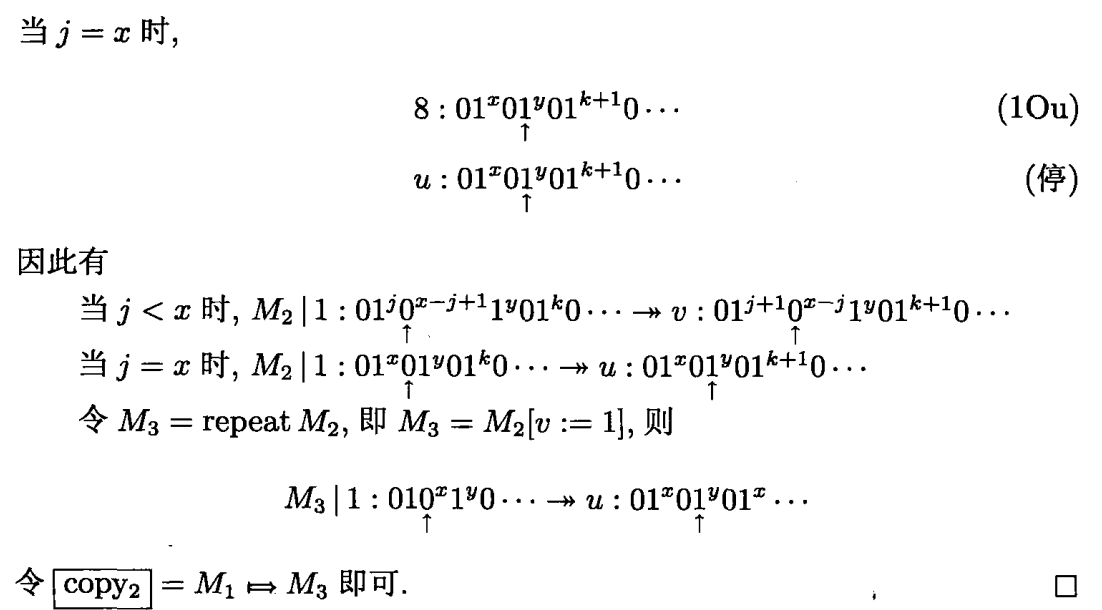 当 j = x 时,
8 : 01^x01^y01^{k+1}0 ··· (1Ou)
↑
u : 01^x01^y01^{k+1}0 ··· (停)
↑
因此有
当 j < x 时, M_2 | 1 : 01^j0^{x−j+1}1^y01^k0 ··· ↠ v : 01^{j+1}0^{x−j}1^y01^{k+1}0 ···
↑ ↑
当 j = x 时, M_2 | 1 : 01^x01^y01^k0 ··· ↠ u : 01^x01^y01^{k+1}0 ···
↑ ↑
令 M_3 = repeat M_2, 即 M_3 = M_2[v := 1], 则
M_3 | 1 : 010^x1^y0 ··· ↠ u : 01^x01^y01^x ···
↑ ↑
令 copy_2 = M_1 ⤇ M_3 即可. □